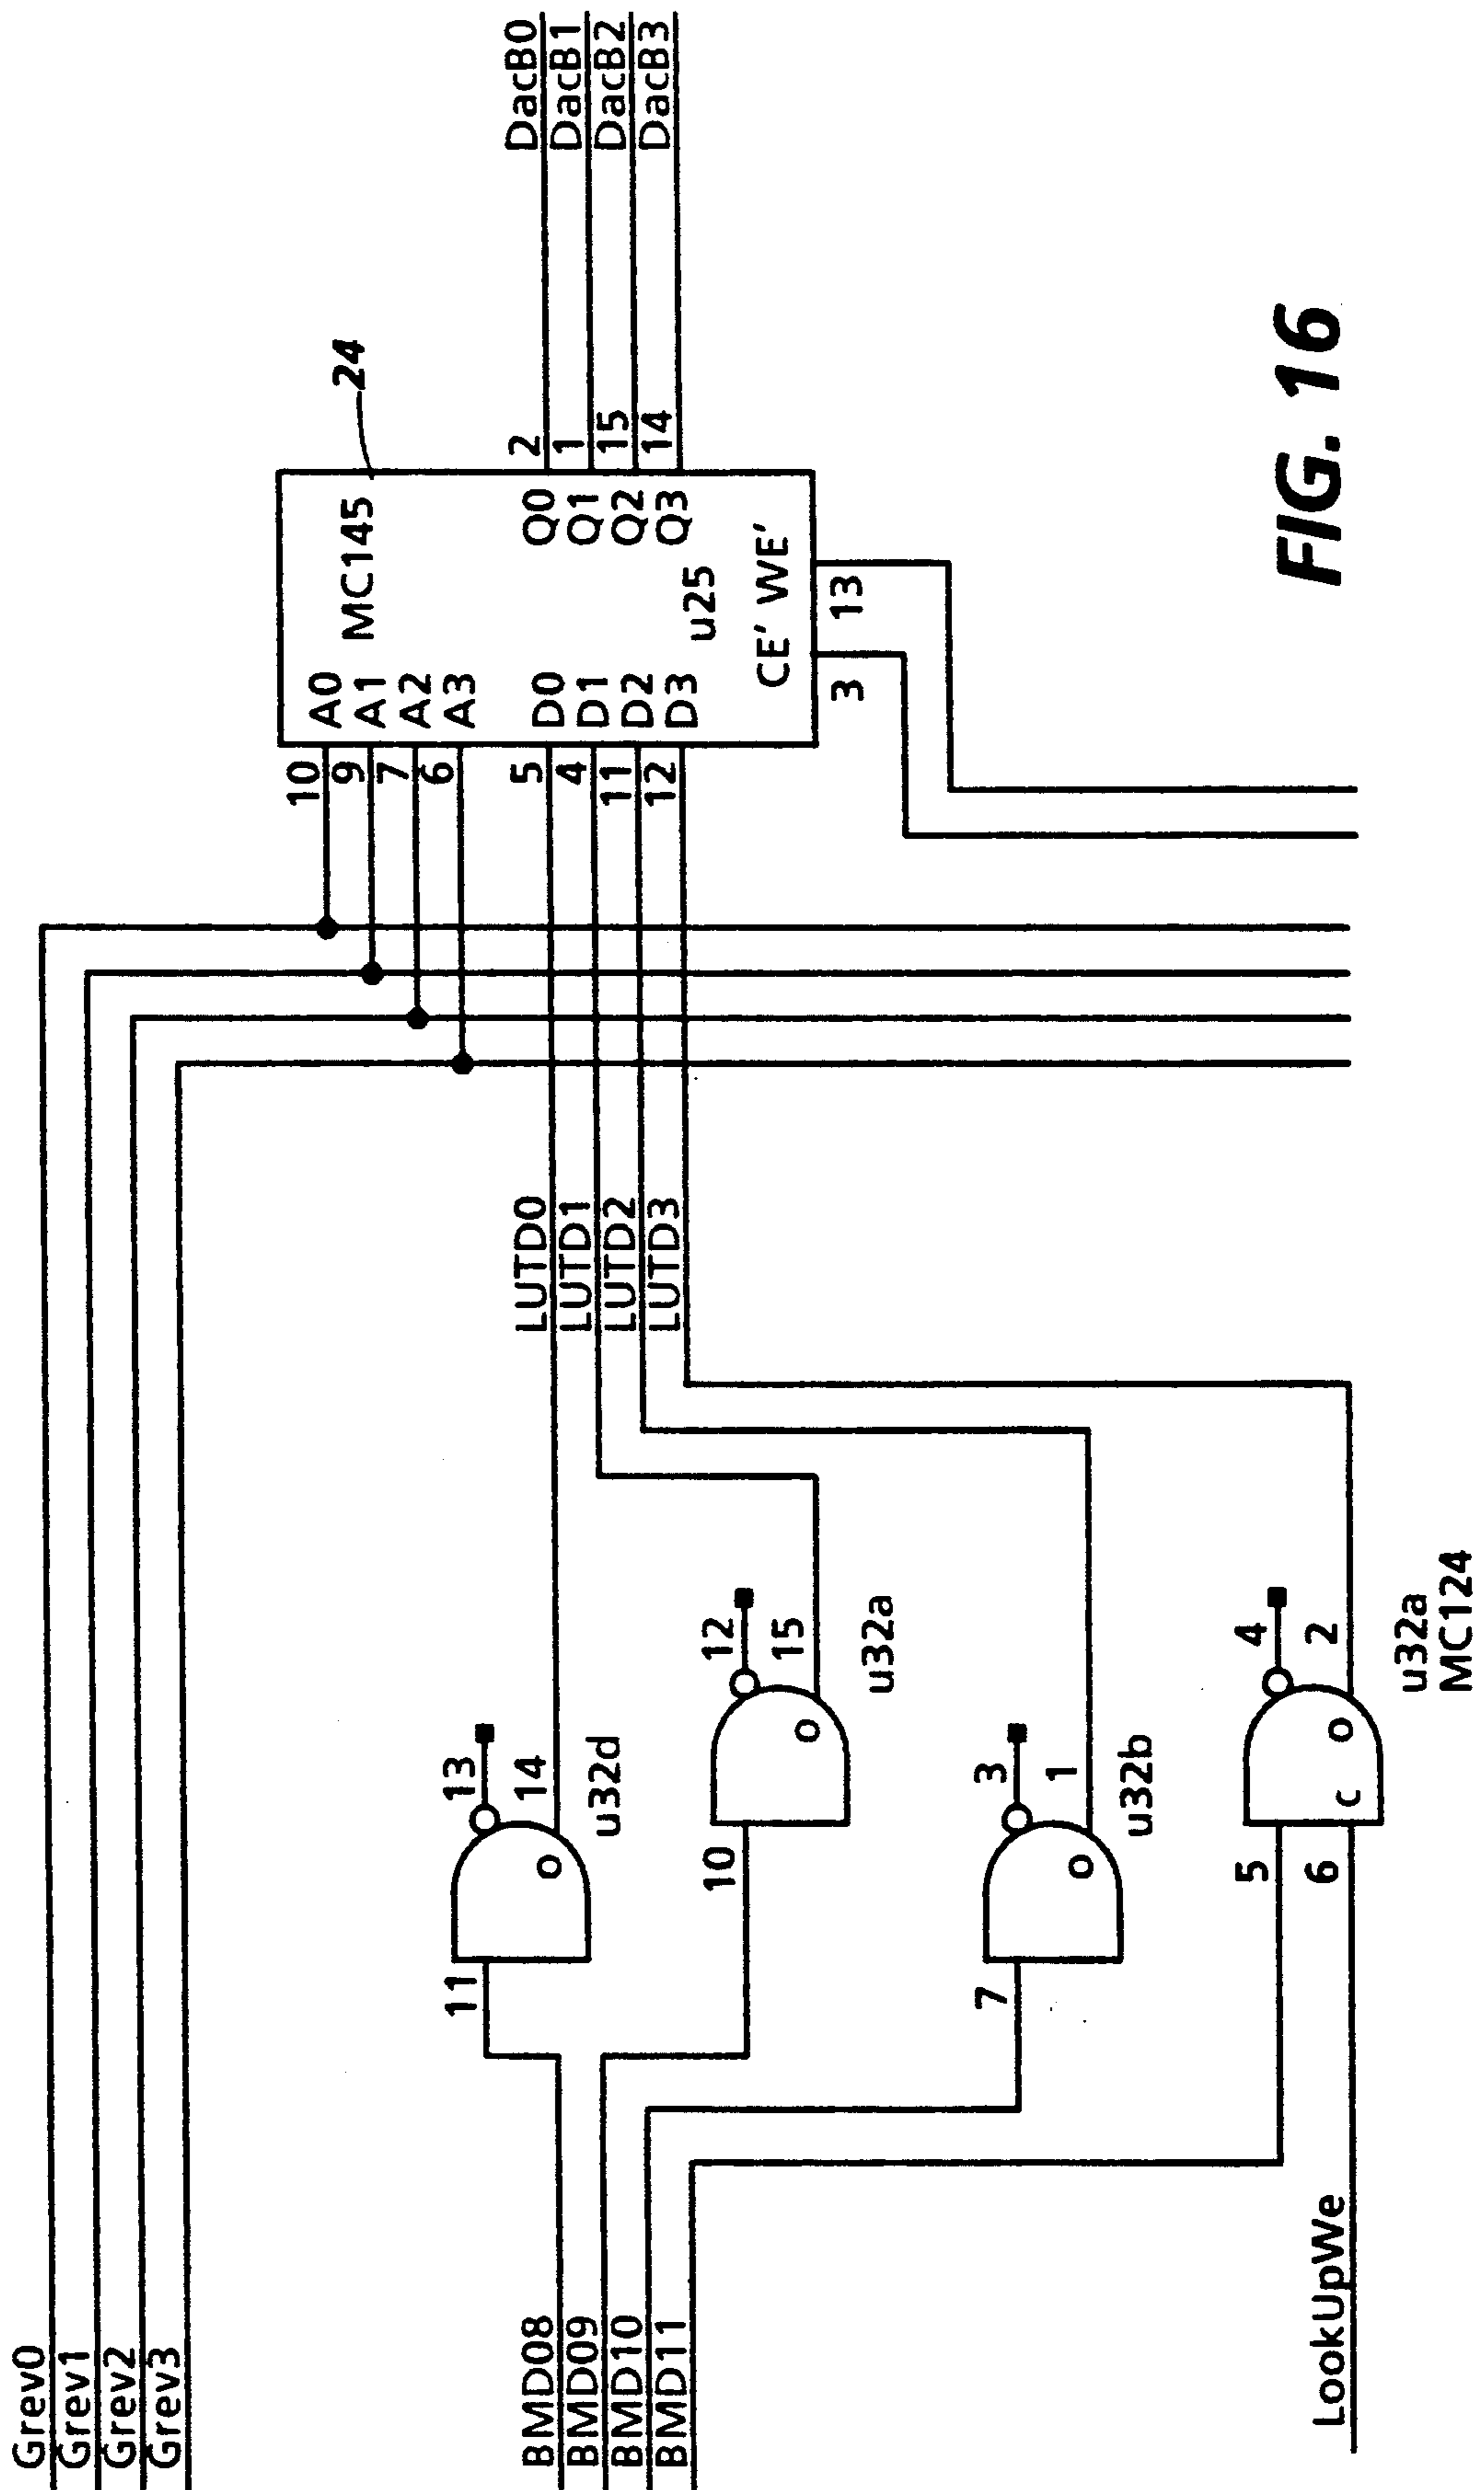 Grev0
Grev1
Grev2
Grev3
BMD08
BMD09
BMD10
BMD11
LookUpWe
11
13
14
O
u32d
10
12
15
O
u32a
7
3
1
O
u32b
5
6
4
2
C
O
u32a
MC124
LUTD0
LUTD1
LUTD2
LUTD3
10
9
7
6
5
4
11
12
A0
A1
A2
A3
D0
D1
D2
D3
MC145
u25
CE' WE'
3
13
Q0
Q1
Q2
Q3
2
1
15
14
24
DacB0
DacB1
DacB2
DacB3
FIG. 16